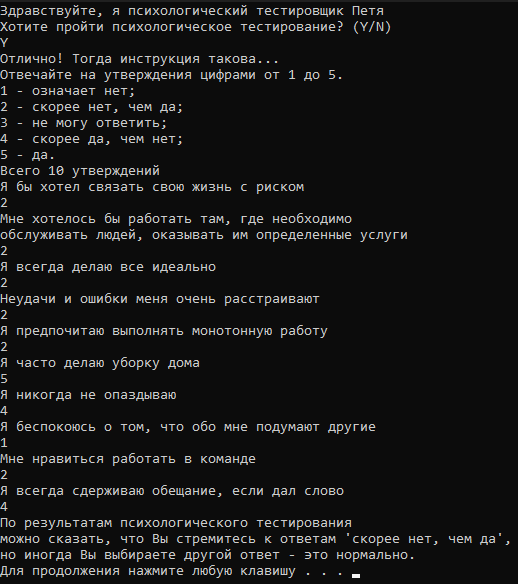 Здравствуйте, я психологический тестировщик Петя
Хотите пройти психологическое тестирование? (Y/N)
Y
Отлично! Тогда инструкция такова...
Отвечайте на утверждения цифрами от 1 до 5.
1 - означает нет;
2 - скорее нет, чем да;
3 - не могу ответить;
4 - скорее да, чем нет;
5 - да.
Всего 10 утверждений
Я бы хотел связать свою жизнь с риском
2
Мне хотелось бы работать там, где необходимо
обслуживать людей, оказывать им определенные услуги
2
Я всегда делаю все идеально
2
Неудачи и ошибки меня очень расстраивают
2
Я предпочитаю выполнять монотонную работу
2
Я часто делаю уборку дома
5
Я никогда не опаздываю
4
Я беспокоюсь о том, что обо мне подумают другие
1
Мне нравиться работать в команде
2
Я всегда сдерживаю обещание, если дал слово
4
По результатам психологического тестирования
можно сказать, что Вы стремитесь к ответам 'скорее нет, чем да',
но иногда Вы выбираете другой ответ - это нормально.
Для продолжения нажмите любую клавишу . . .